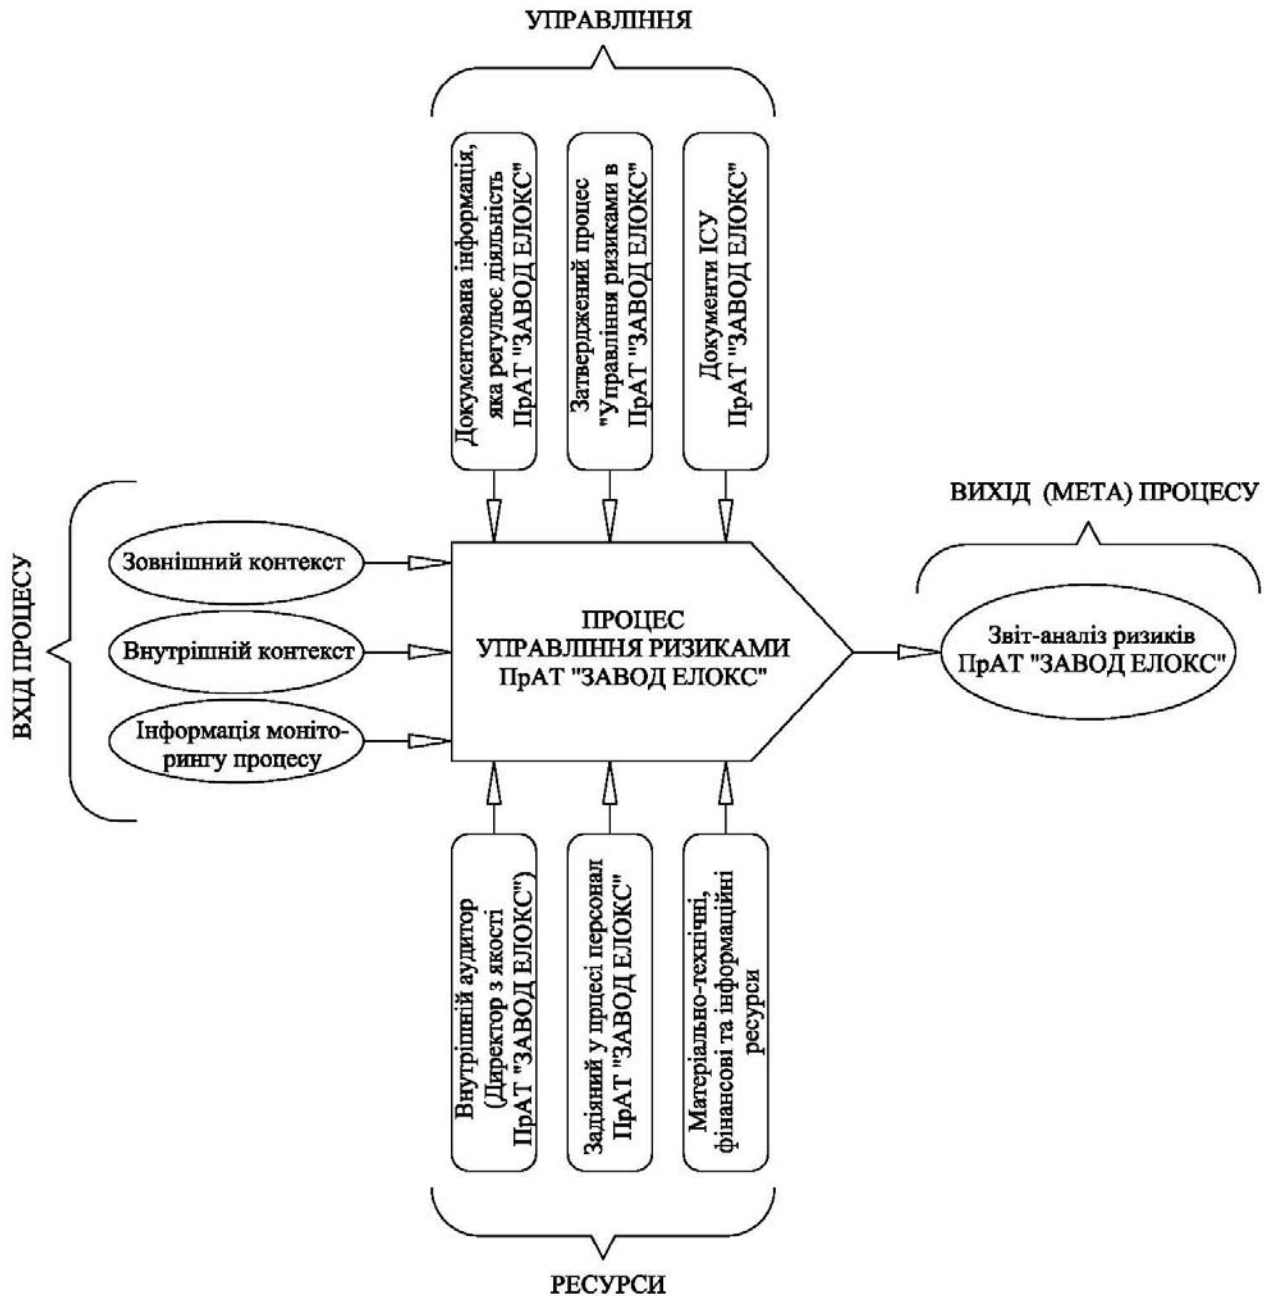 УПРАВЛІННЯ
Документована інформація,
яка регулює діяльність
ПрАТ "ЗАВОД ЕЛОКС"
Затверджений процес
"Управління ризиками в
ПрАТ "ЗАВОД ЕЛОКС"
Документи ІСУ
ПрАТ "ЗАВОД ЕЛОКС"
ВХІД ПРОЦЕСУ
Зовнішний контекст
Внутрішній контекст
Інформація моніто-
рингу процесу
ПРОЦЕС
УПРАВЛІННЯ РИЗИКАМИ
ПрАТ "ЗАВОД ЕЛОКС"
ВИХІД (МЕТА) ПРОЦЕСУ
Звіт-аналіз ризиків
ПрАТ "ЗАВОД ЕЛОКС"
Внутрішній аудитор
(Директор з якості
ПрАТ "ЗАВОД ЕЛОКС")
Задіяний у прцесі персонал
ПрАТ "ЗАВОД ЕЛОКС"
Матеріально-технічні,
фінансові та інформаційні
ресурси
РЕСУРСИ